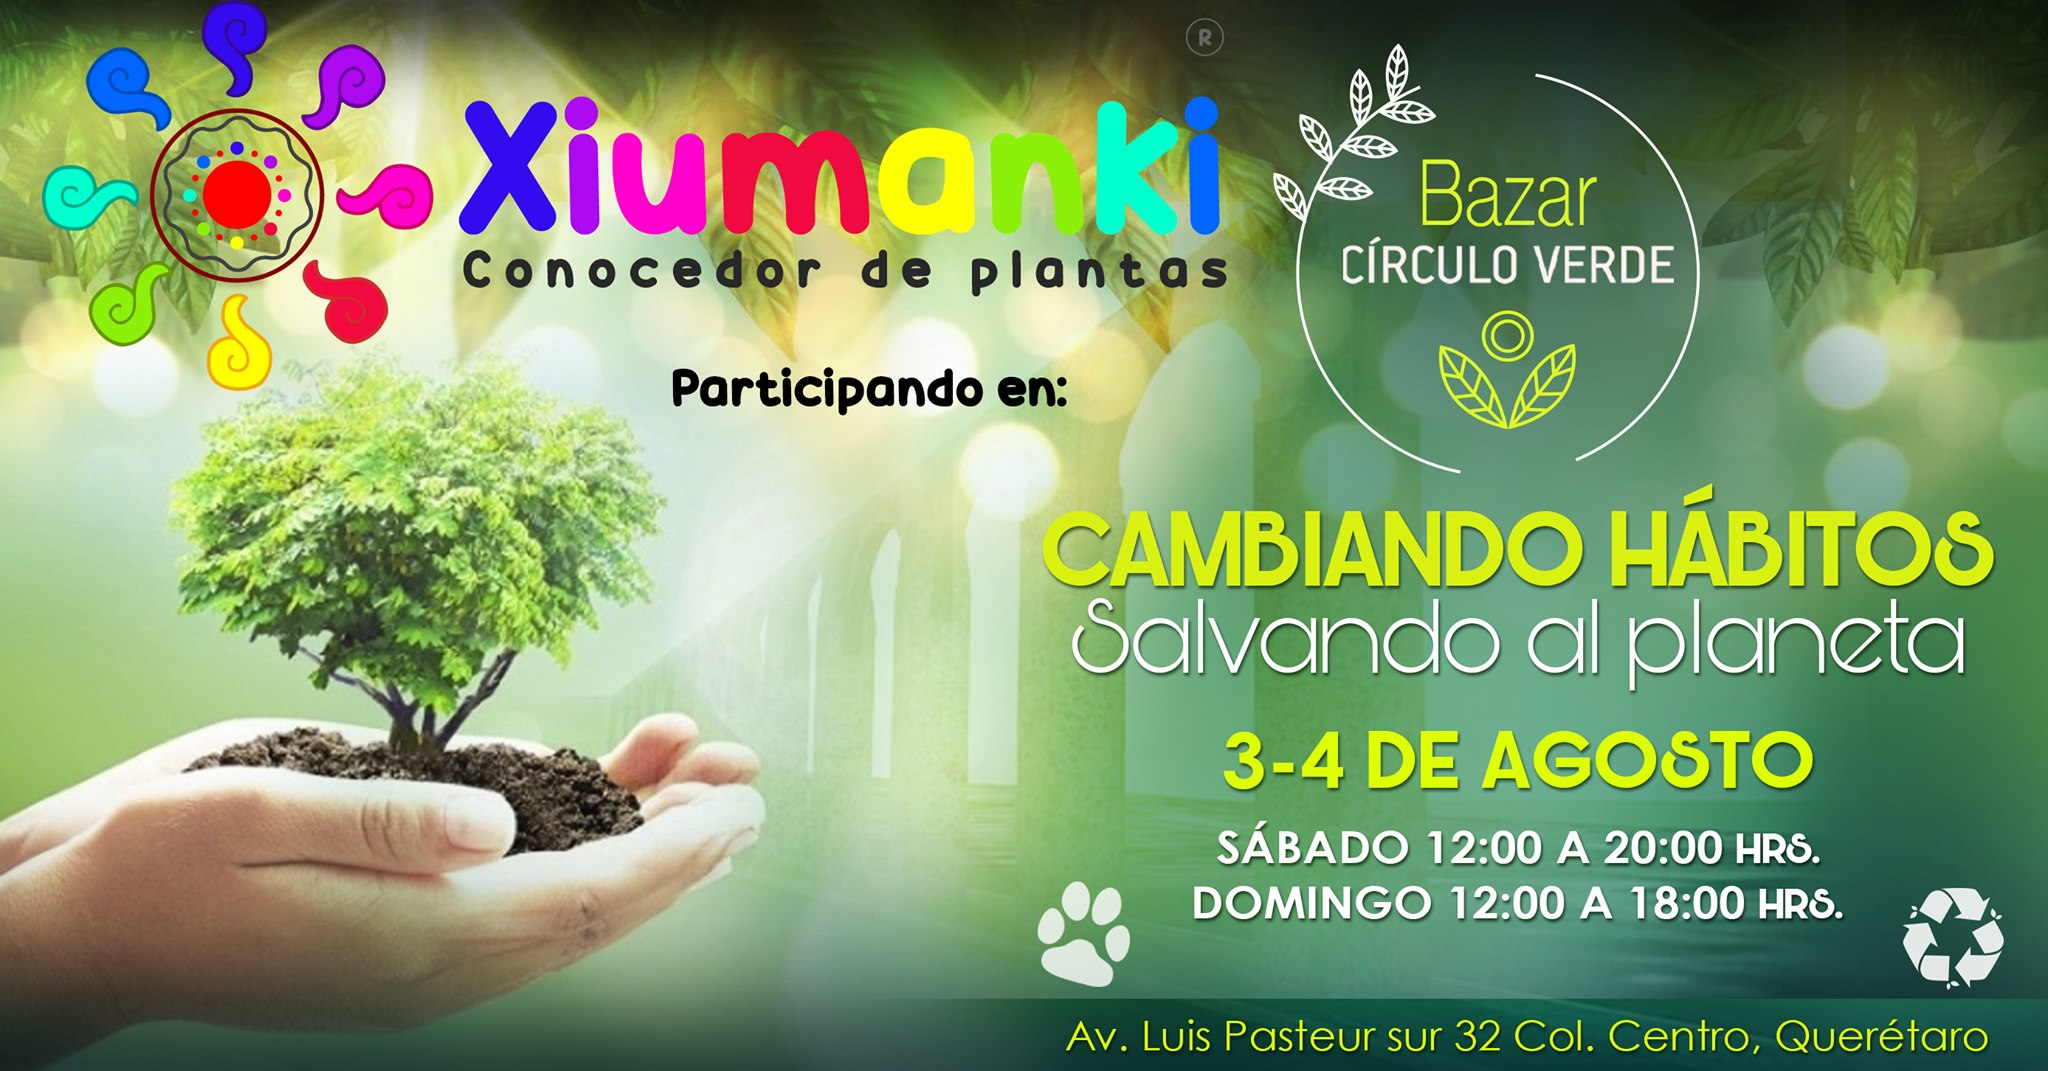 ®
Xiumanki
Conocedor de plantas
Participando en:
Bazar
CÍRCULO VERDE
CAMBIANDO HÁBITOS
Salvando al planeta
3-4 DE AGOSTO
SÁBADO 12:00 A 20:00 HRS.
DOMINGO 12:00 A 18:00 HRS.
Av. Luis Pasteur sur 32 Col. Centro, Querétaro